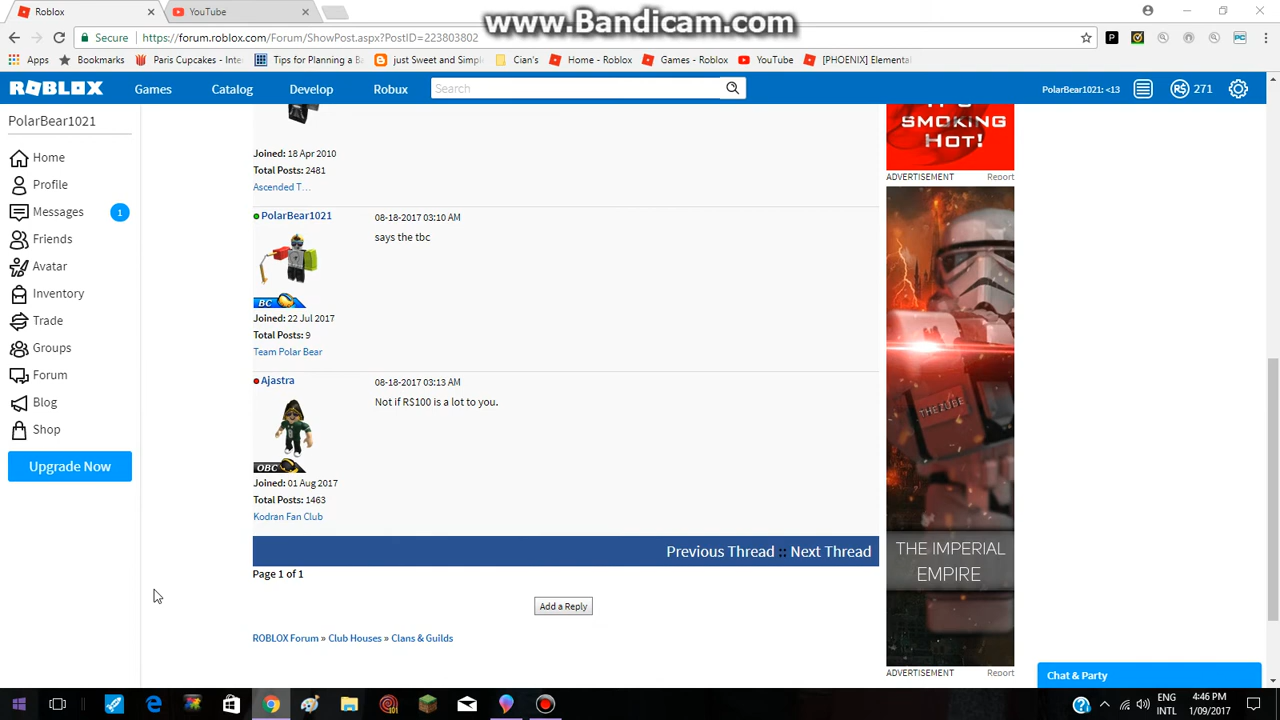 Roblox
YouTube
www.Bandicam.com
Secure
https://forum.roblox.com/Forum/ShowPost.aspx?PostID=223803802
Apps
Bookmarks
Paris Cupcakes - Inte
Tips for Planning a B
just Sweet and Simpl
Cian's
Home - Roblox
Games - Roblox
YouTube
[PHOENIX] Elemental
ROBLOX
Games
Catalog
Develop
Robux
Search
PolarBear1021: <13
R$ 271
PolarBear1021
Home
Profile
Messages 1
Friends
Avatar
Inventory
Trade
Groups
Forum
Blog
Shop
Upgrade Now
Joined: 18 Apr 2010
Total Posts: 2481
Ascended T...
PolarBear1021
08-18-2017 03:10 AM
says the tbc
BC
Joined: 22 Jul 2017
Total Posts: 9
Team Polar Bear
Ajastra
08-18-2017 03:13 AM
Not if R$100 is a lot to you.
OBC
Joined: 01 Aug 2017
Total Posts: 1463
Kodran Fan Club
Previous Thread :: Next Thread
Page 1 of 1
Add a Reply
ROBLOX Forum » Club Houses » Clans & Guilds
IT'S
SMOKING
HOT!
ADVERTISEMENT
Report
THEZUBE
THE IMPERIAL
EMPIRE
ADVERTISEMENT
Report
Chat & Party
ENG
INTL
4:46 PM
1/09/2017